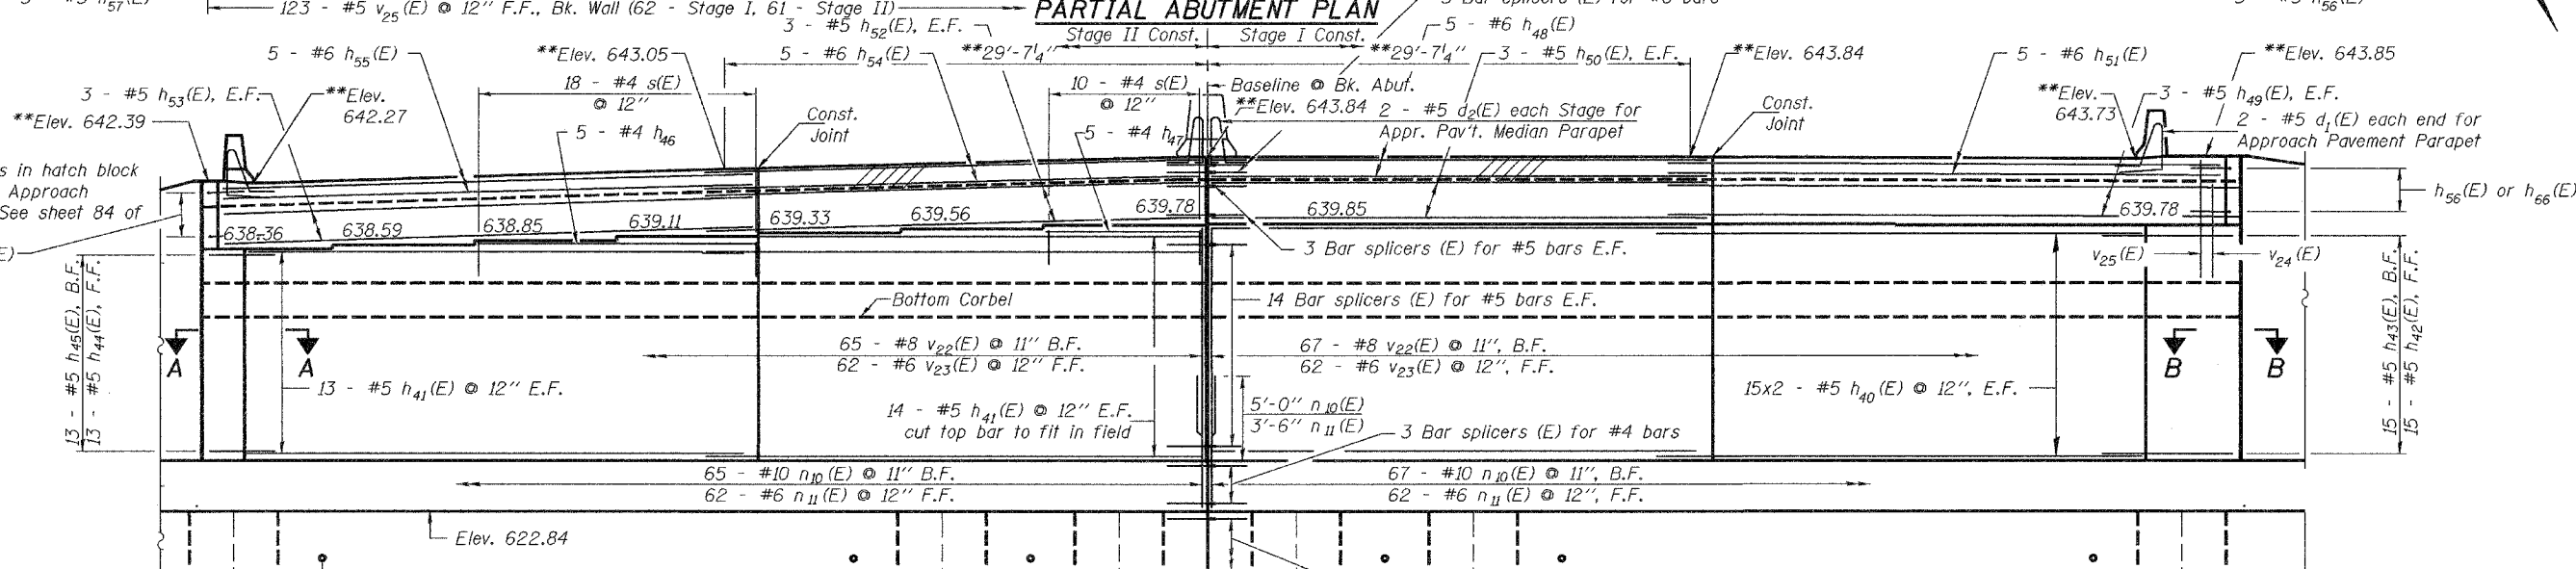 123 - #5 v25(E) @ 12" F.F., Bk. Wall (62 - Stage I, 61 - Stage II)
PARTIAL ABUTMENT PLAN
3 - #5 h52(E), E.F.
Stage II Const.
Stage I Const.
5 - #6 h48(E)
5 - #6 h55(E)
**Elev. 643.05
5 - #6 h54(E)
**29'-7¼"
**29'-7¼"
3 - #5 h50(E), E.F.
**Elev. 643.84
5 - #6 h51(E)
**Elev. 643.85
3 - #5 h53(E), E.F.
**Elev.
642.27
18 - #4 s(E)
@ 12"
10 - #4 s(E)
@ 12"
Baseline @ Bk. Abut.
**Elev. 643.84
2 - #5 d2(E) each Stage for
Appr. Pav't. Median Parapet
**Elev.
643.73
3 - #5 h49(E), E.F.
**Elev. 642.39
Const.
Joint
Const.
Joint
2 - #5 d1(E) each end for
Approach Pavement Parapet
5 - #4 h46
5 - #4 h47
s in hatch block
Approach
See sheet 84 of
h56(E) or h66(E)
638.36
638.59
638.85
639.11
639.33
639.56
639.78
639.85
639.78
3 Bar splicers (E) for #5 bars E.F.
v25(E)
v24(E)
Bottom Corbel
14 Bar splicers (E) for #5 bars E.F.
13 - #5 h45(E), B.F.
13 - #5 h44(E), F.F.
15 - #5 h43(E), B.F.
15 - #5 h42(E), F.F.
A
A
B
B
65 - #8 v22(E) @ 11" B.F.
62 - #6 v23(E) @ 12" F.F.
67 - #8 v22(E) @ 11", B.F.
62 - #6 v23(E) @ 12", F.F.
13 - #5 h41(E) @ 12" E.F.
15x2 - #5 h40(E) @ 12", E.F.
14 - #5 h41(E) @ 12" E.F.
cut top bar to fit in field
5'-0" n10(E)
3'-6" n11(E)
3 Bar splicers (E) for #4 bars
65 - #10 n10(E) @ 11" B.F.
62 - #6 n11(E) @ 12" F.F.
67 - #10 n10(E) @ 11", B.F.
62 - #6 n11(E) @ 12", F.F.
Elev. 622.84